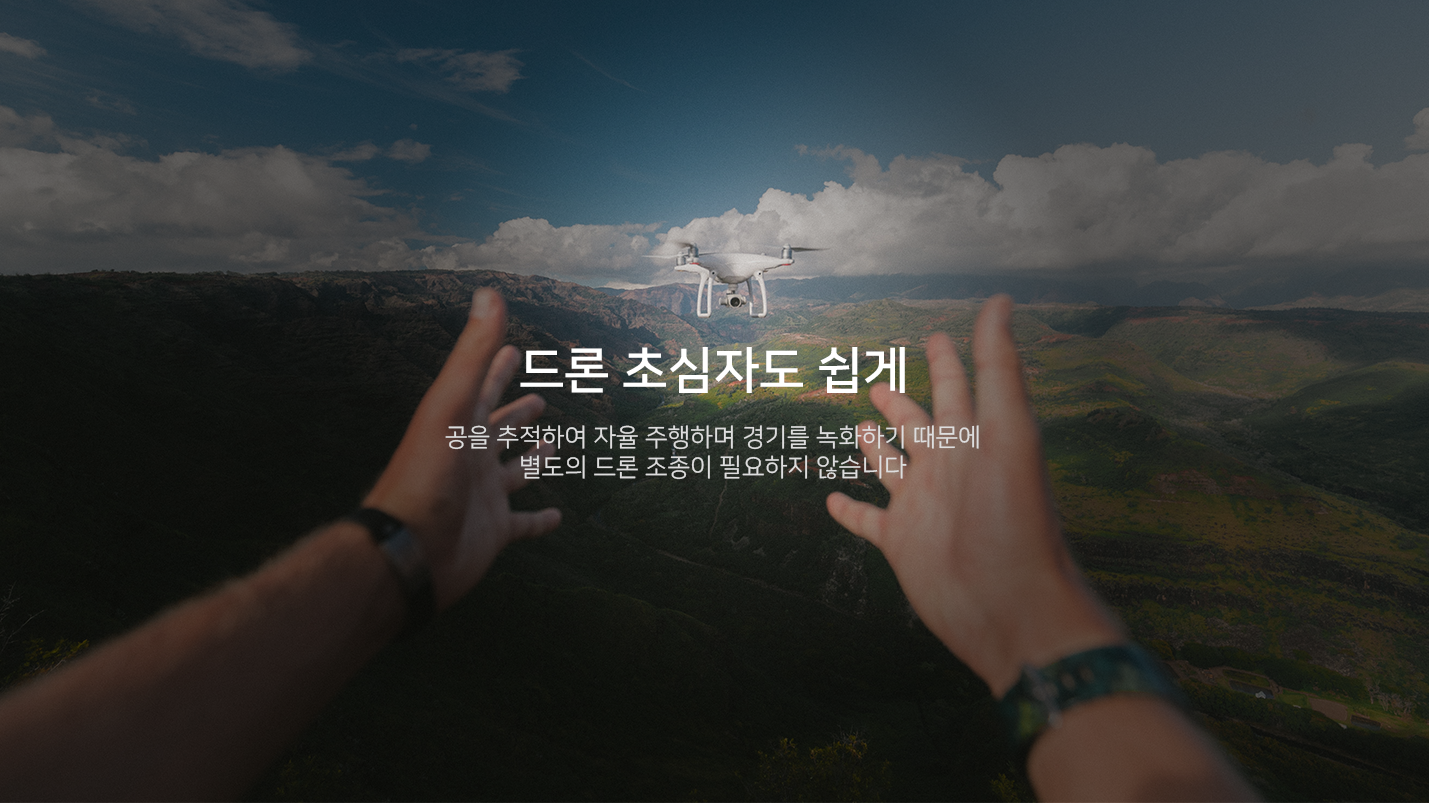 드론 초심자도 쉽게
공을 추적하여 자율 주행하며 경기를 녹화하기 때문에
별도의 드론 조종이 필요하지 않습니다